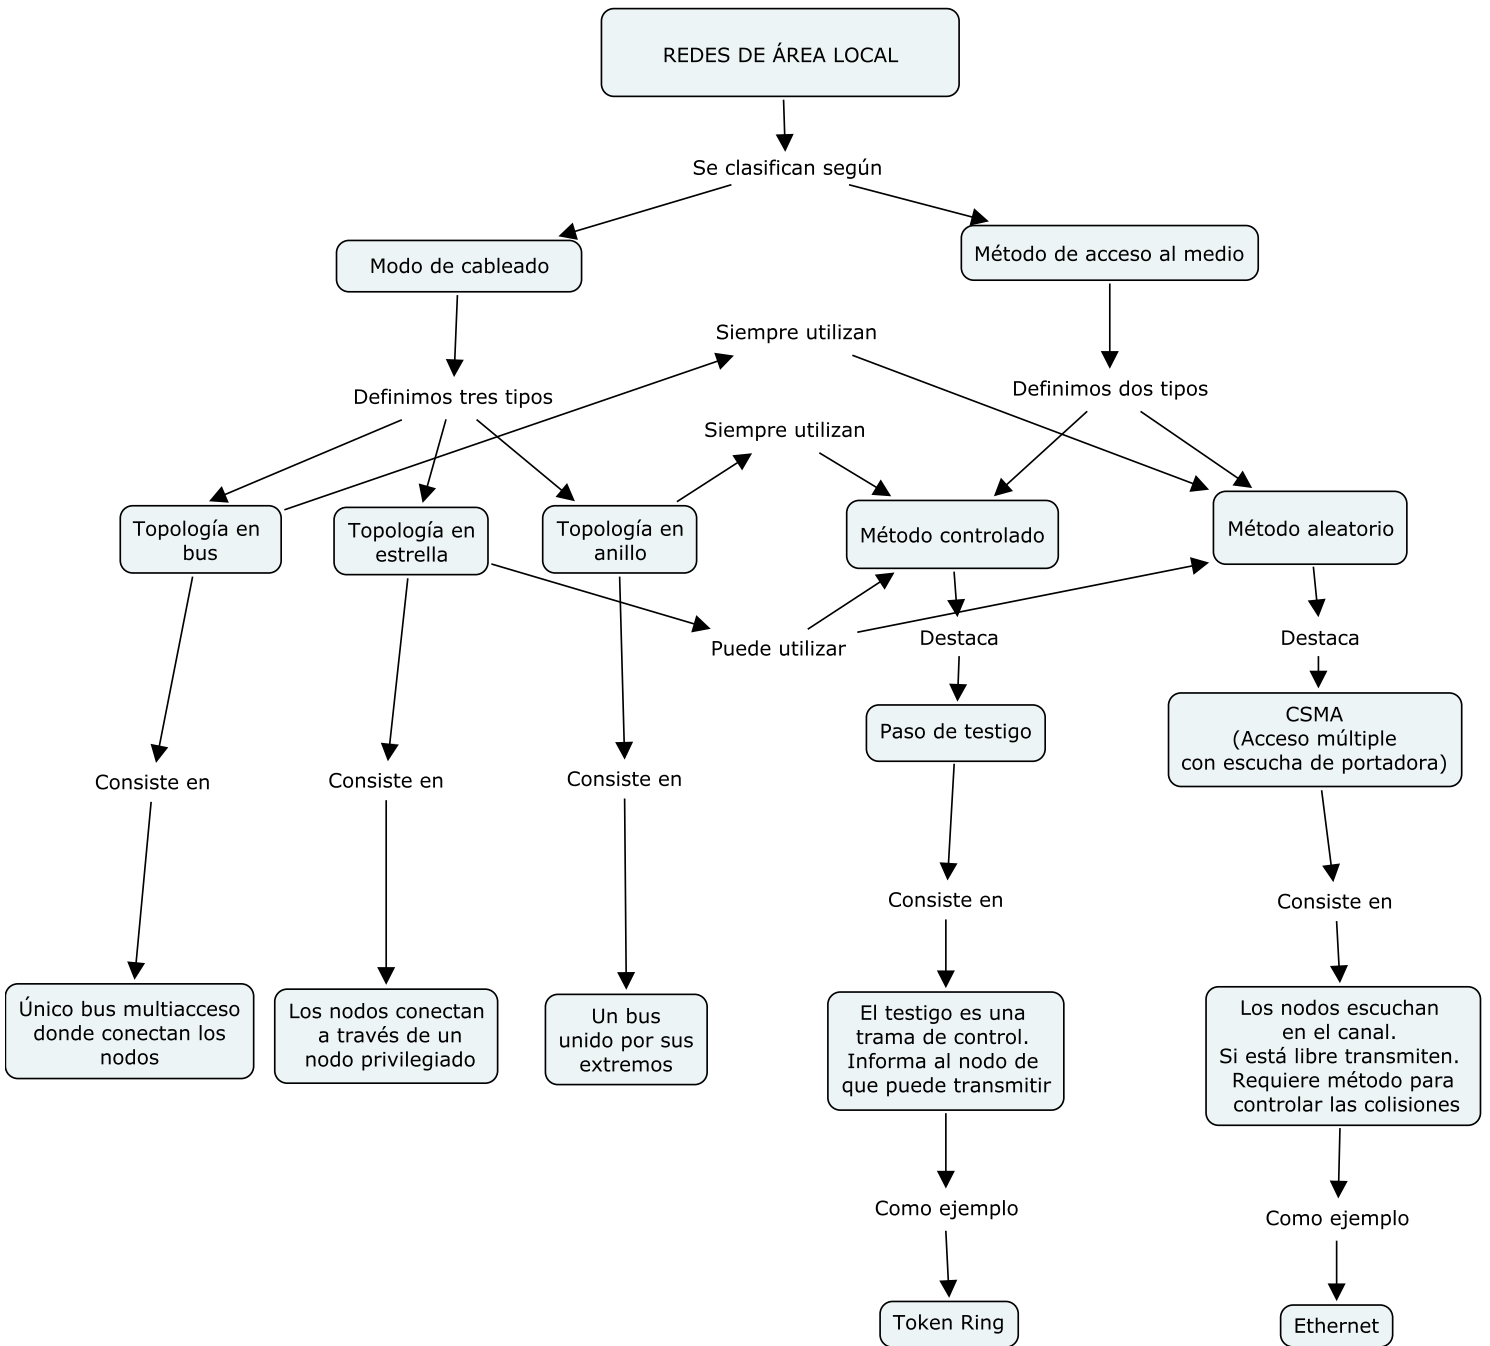 REDES DE ÁREA LOCAL
Se clasifican según
Modo de cableado
Método de acceso al medio
Siempre utilizan
Definimos tres tipos
Definimos dos tipos
Siempre utilizan
Topología en
bus
Topología en
estrella
Topología en
anillo
Método controlado
Método aleatorio
Puede utilizar
Destaca
Destaca
Paso de testigo
CSMA
(Acceso múltiple
con escucha de portadora)
Consiste en
Consiste en
Consiste en
Consiste en
Consiste en
Único bus multiacceso
donde conectan los
nodos
Los nodos conectan
a través de un
nodo privilegiado
Un bus
unido por sus
extremos
El testigo es una
trama de control.
Informa al nodo de
que puede transmitir
Los nodos escuchan
en el canal.
Si está libre transmiten.
Requiere método para
controlar las colisiones
Como ejemplo
Como ejemplo
Token Ring
Ethernet